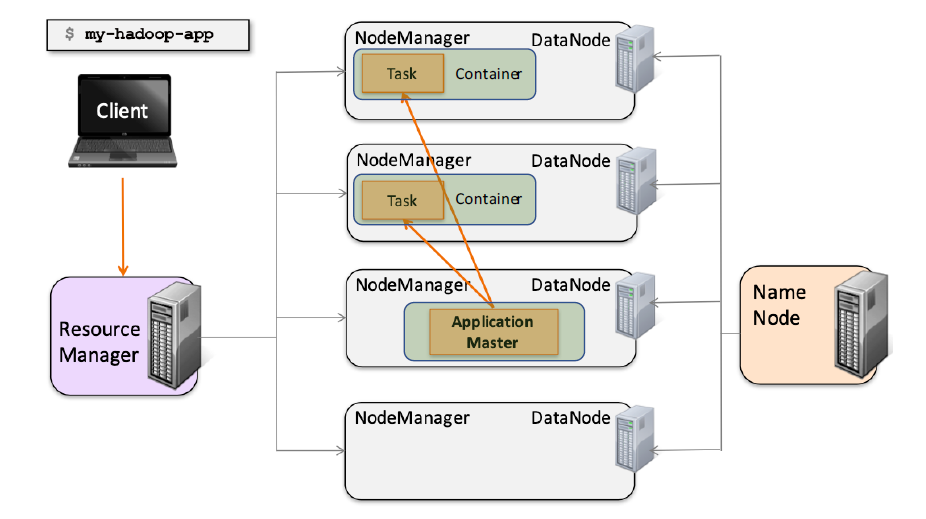 $ my-hadoop-app
Client
Resource
Manager
NodeManager
DataNode
Task
Container
NodeManager
DataNode
Task
Container
NodeManager
DataNode
Application
Master
NodeManager
DataNode
Name
Node